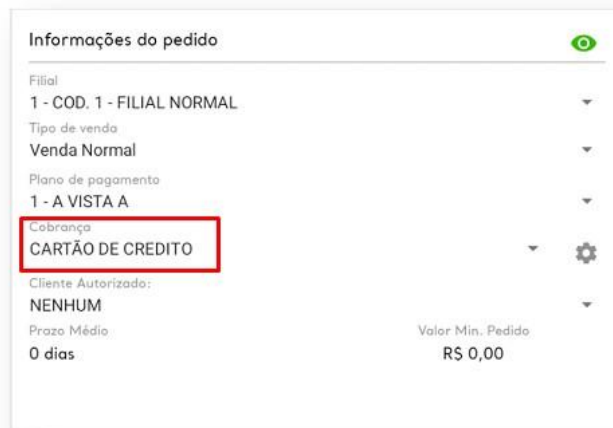 Informações do pedido
Filial
1 - COD. 1 - FILIAL NORMAL
Tipo de venda
Venda Normal
Plano de pagamento
1 - A VISTA A
Cobrança
CARTÃO DE CREDITO
Cliente Autorizado:
NENHUM
Prazo Médio Valor Min. Pedido
0 dias R$ 0,00